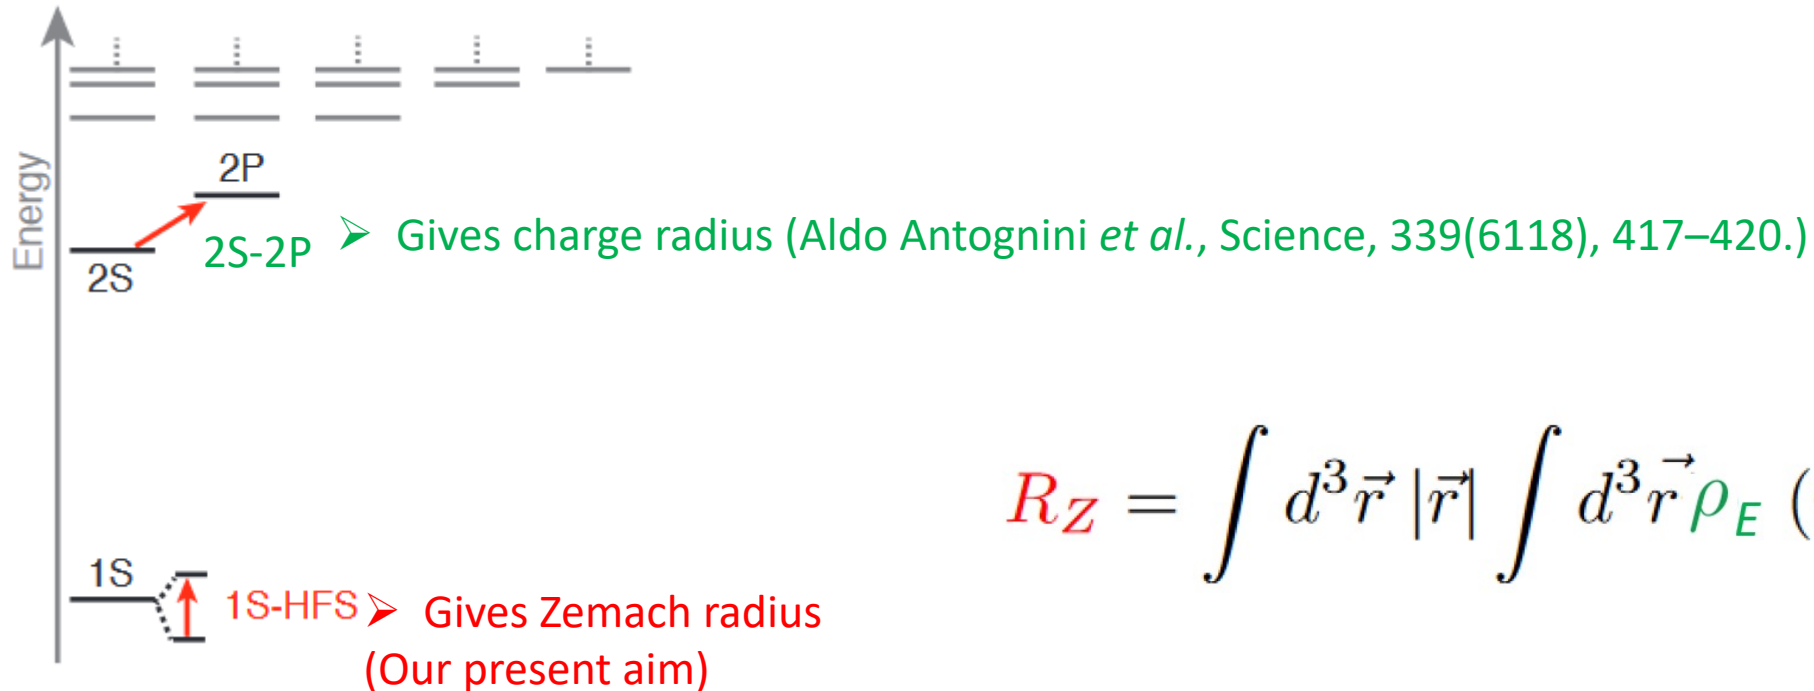 Energy
2P
2S-2P ➢ Gives charge radius (Aldo Antognini et al., Science, 339(6118), 417–420.)
2S
R_Z = ∫ d³r⃗ |r⃗| ∫ d³r⃗ ρ_E (
1S
1S-HFS ➢ Gives Zemach radius
(Our present aim)